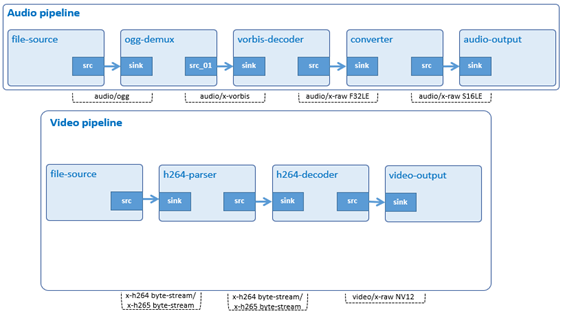 Audio pipeline
file-source
ogg-demux
vorbis-decoder
converter
audio-output
src
sink
src_01
sink
src
sink
src
sink
audio/ogg
audio/x-vorbis
audio/x-raw F32LE
audio/x-raw S16LE
Video pipeline
file-source
h264-parser
h264-decoder
video-output
src
sink
src
sink
src
sink
x-h264 byte-stream/
x-h265 byte-stream
x-h264 byte-stream/
x-h265 byte-stream
video/x-raw NV12